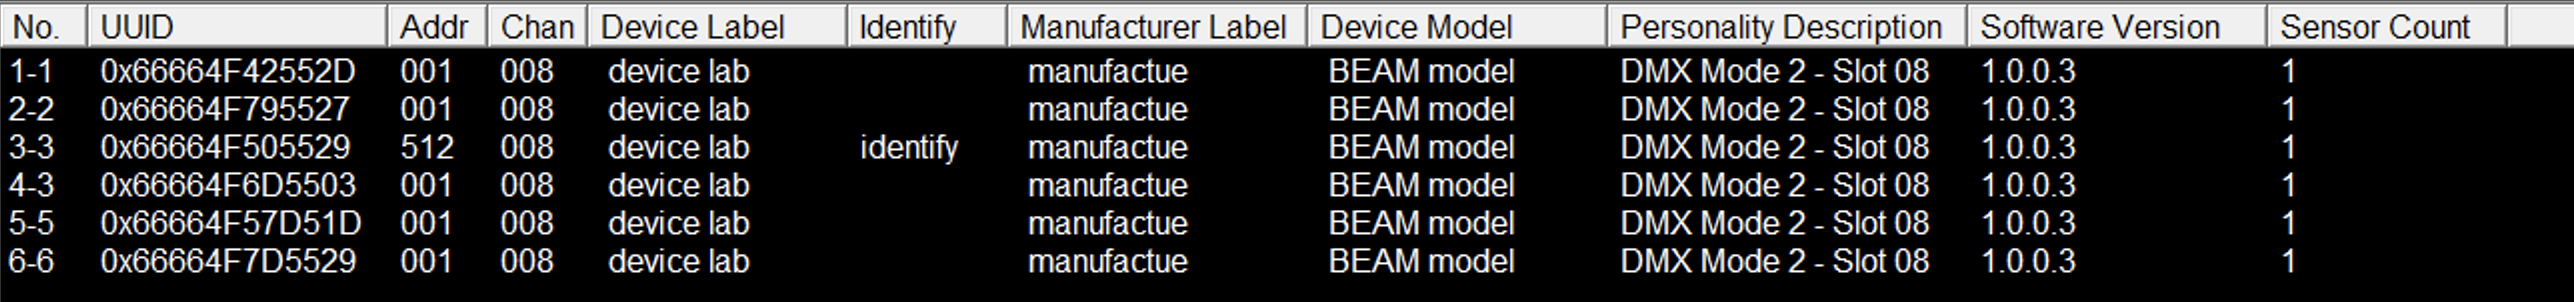 No. UUID Addr Chan Device Label Identify Manufacturer Label Device Model Personality Description Software Version Sensor Count
1-1 0x66664F42552D 001 008 device lab manufactue BEAM model DMX Mode 2 - Slot 08 1.0.0.3 1
2-2 0x66664F795527 001 008 device lab manufactue BEAM model DMX Mode 2 - Slot 08 1.0.0.3 1
3-3 0x66664F505529 512 008 device lab identify manufactue BEAM model DMX Mode 2 - Slot 08 1.0.0.3 1
4-3 0x66664F6D5503 001 008 device lab manufactue BEAM model DMX Mode 2 - Slot 08 1.0.0.3 1
5-5 0x66664F57D51D 001 008 device lab manufactue BEAM model DMX Mode 2 - Slot 08 1.0.0.3 1
6-6 0x66664F7D5529 001 008 device lab manufactue BEAM model DMX Mode 2 - Slot 08 1.0.0.3 1